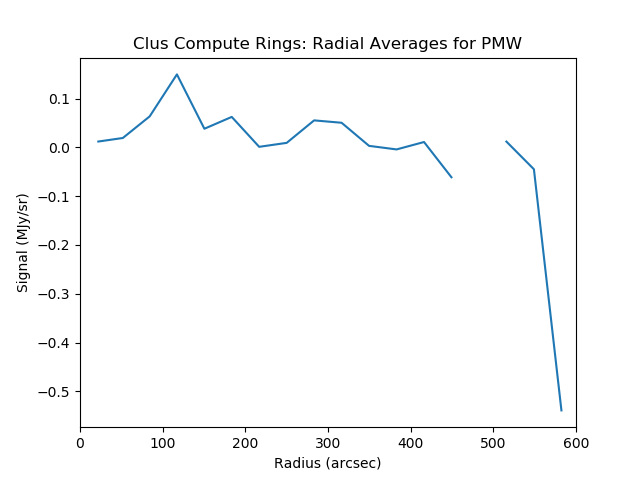 Clus Compute Rings: Radial Averages for PMW
0.1
0.0
−0.1
−0.2
−0.3
−0.4
−0.5
Signal (MJy/sr)
0 100 200 300 400 500 600
Radius (arcsec)